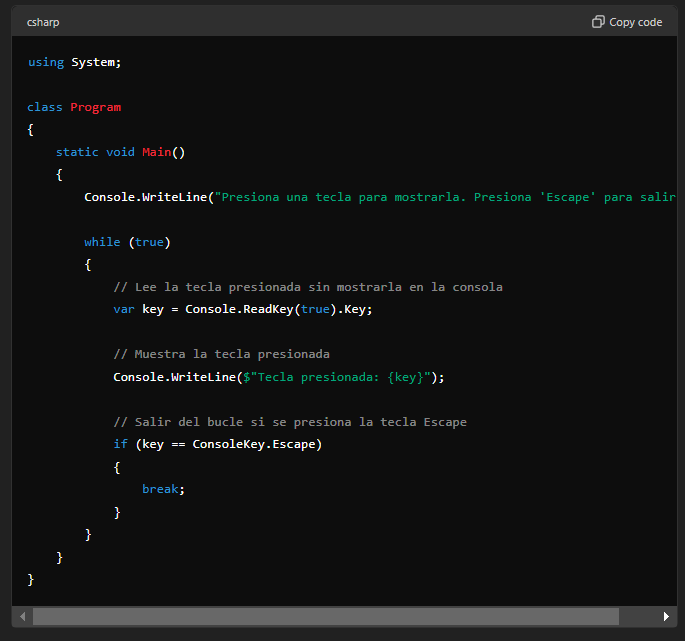 csharp
Copy code
using System;
class Program
{
static void Main()
{
Console.WriteLine("Presiona una tecla para mostrarla. Presiona 'Escape' para salir
while (true)
{
// Lee la tecla presionada sin mostrarla en la consola
var key = Console.ReadKey(true).Key;
// Muestra la tecla presionada
Console.WriteLine($"Tecla presionada: {key}");
// Salir del bucle si se presiona la tecla Escape
if (key == ConsoleKey.Escape)
{
break;
}
}
}
}